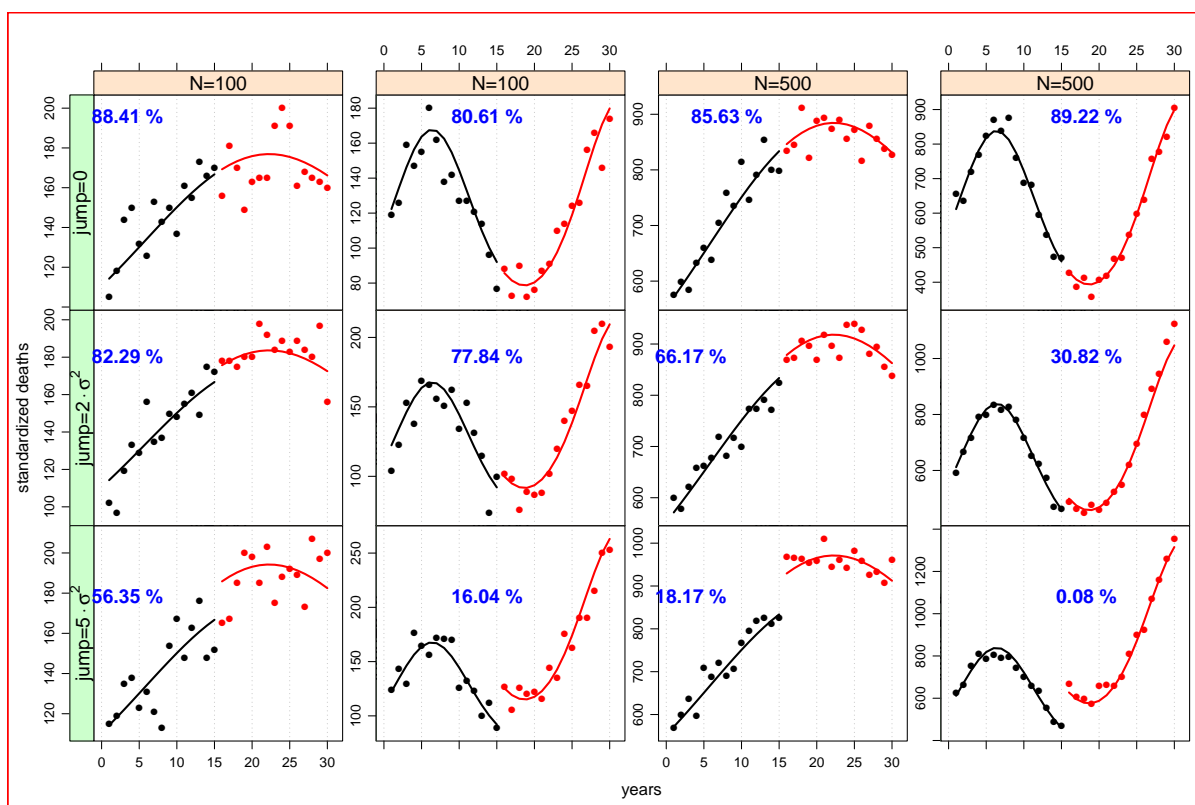 0 5 10 15 20 25 30
0 5 10 15 20 25 30
N=100
N=100
N=500
N=500
jump=0
120 140 160 180 200
88.41 %
80 100 120 140 160 180
80.61 %
600 700 800 900
85.63 %
300 400 500 600 700 800 900
89.22 %
standardized deaths
jump=2·σ²
100 120 140 160 180 200
82.29 %
100 150 200
77.84 %
600 700 800 900
66.17 %
600 800 1000
30.82 %
jump=5·σ²
120 140 160 180 200
56.35 %
100 150 200 250
16.04 %
600 700 800 900 1000
18.17 %
400 600 800 1000 1200
0.08 %
0 5 10 15 20 25 30
0 5 10 15 20 25 30
years